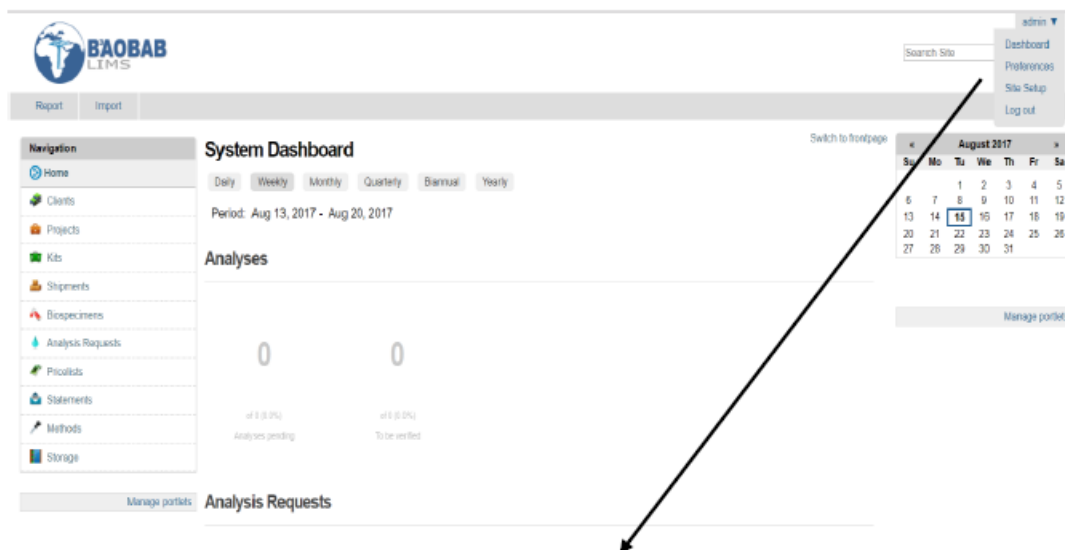 admin ▼
B'AOBAB
LIMS
Search Site
Dashboard
Preferences
Site Setup
Log out
Report Import
Switch to frontpage
Navigation
Home
Clients
Projects
Kits
Shipments
Biospecimens
Analysis Requests
Pricelists
Statements
Methods
Storage
Manage portlets
System Dashboard
Daily Weekly Monthly Quarterly Biannual Yearly
Period: Aug 13, 2017 - Aug 20, 2017
Analyses
0 0
of 0 (0.0%) of 0 (0.0%)
Analyses pending To be verified
Analysis Requests
« August 2017 »
Su Mo Tu We Th Fr Sa
1 2 3 4 5
6 7 8 9 10 11 12
13 14 15 16 17 18 19
20 21 22 23 24 25 26
27 28 29 30 31
Manage portlets